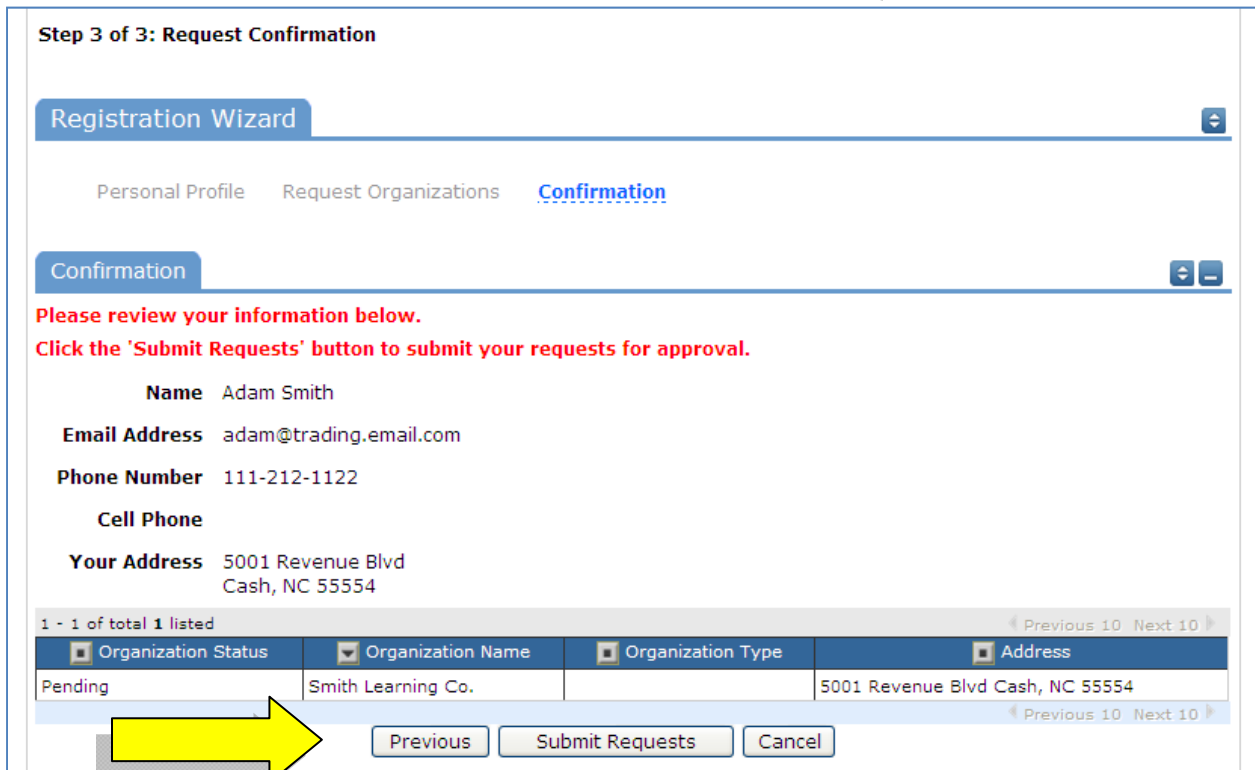 Step 3 of 3: Request Confirmation
Registration Wizard
Personal Profile Request Organizations Confirmation
Confirmation
Please review your information below.
Click the 'Submit Requests' button to submit your requests for approval.
Name Adam Smith
Email Address adam@trading.email.com
Phone Number 111-212-1122
Cell Phone
Your Address 5001 Revenue Blvd
Cash, NC 55554
1 - 1 of total 1 listed Previous 10 Next 10
Organization Status Organization Name Organization Type Address
Pending Smith Learning Co. 5001 Revenue Blvd Cash, NC 55554
Previous 10 Next 10
Previous Submit Requests Cancel